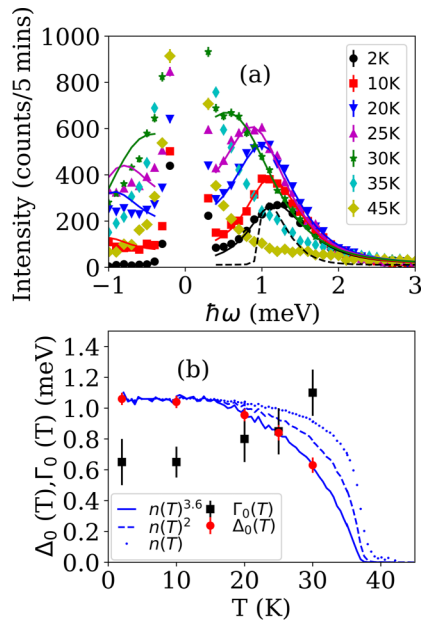 1000
800
600
400
200
0
Intensity (counts/5 mins)
(a)
2K
10K
20K
25K
30K
35K
45K
−1 0 1 2 3
ħω (meV)
1.4
1.2
1.0
0.8
0.6
0.4
0.2
0.0
Δ₀ (T),Γ₀ (T) (meV)
(b)
n(T)³·⁶
n(T)²
n(T)
Γ₀(T)
Δ₀(T)
0 10 20 30 40
T (K)